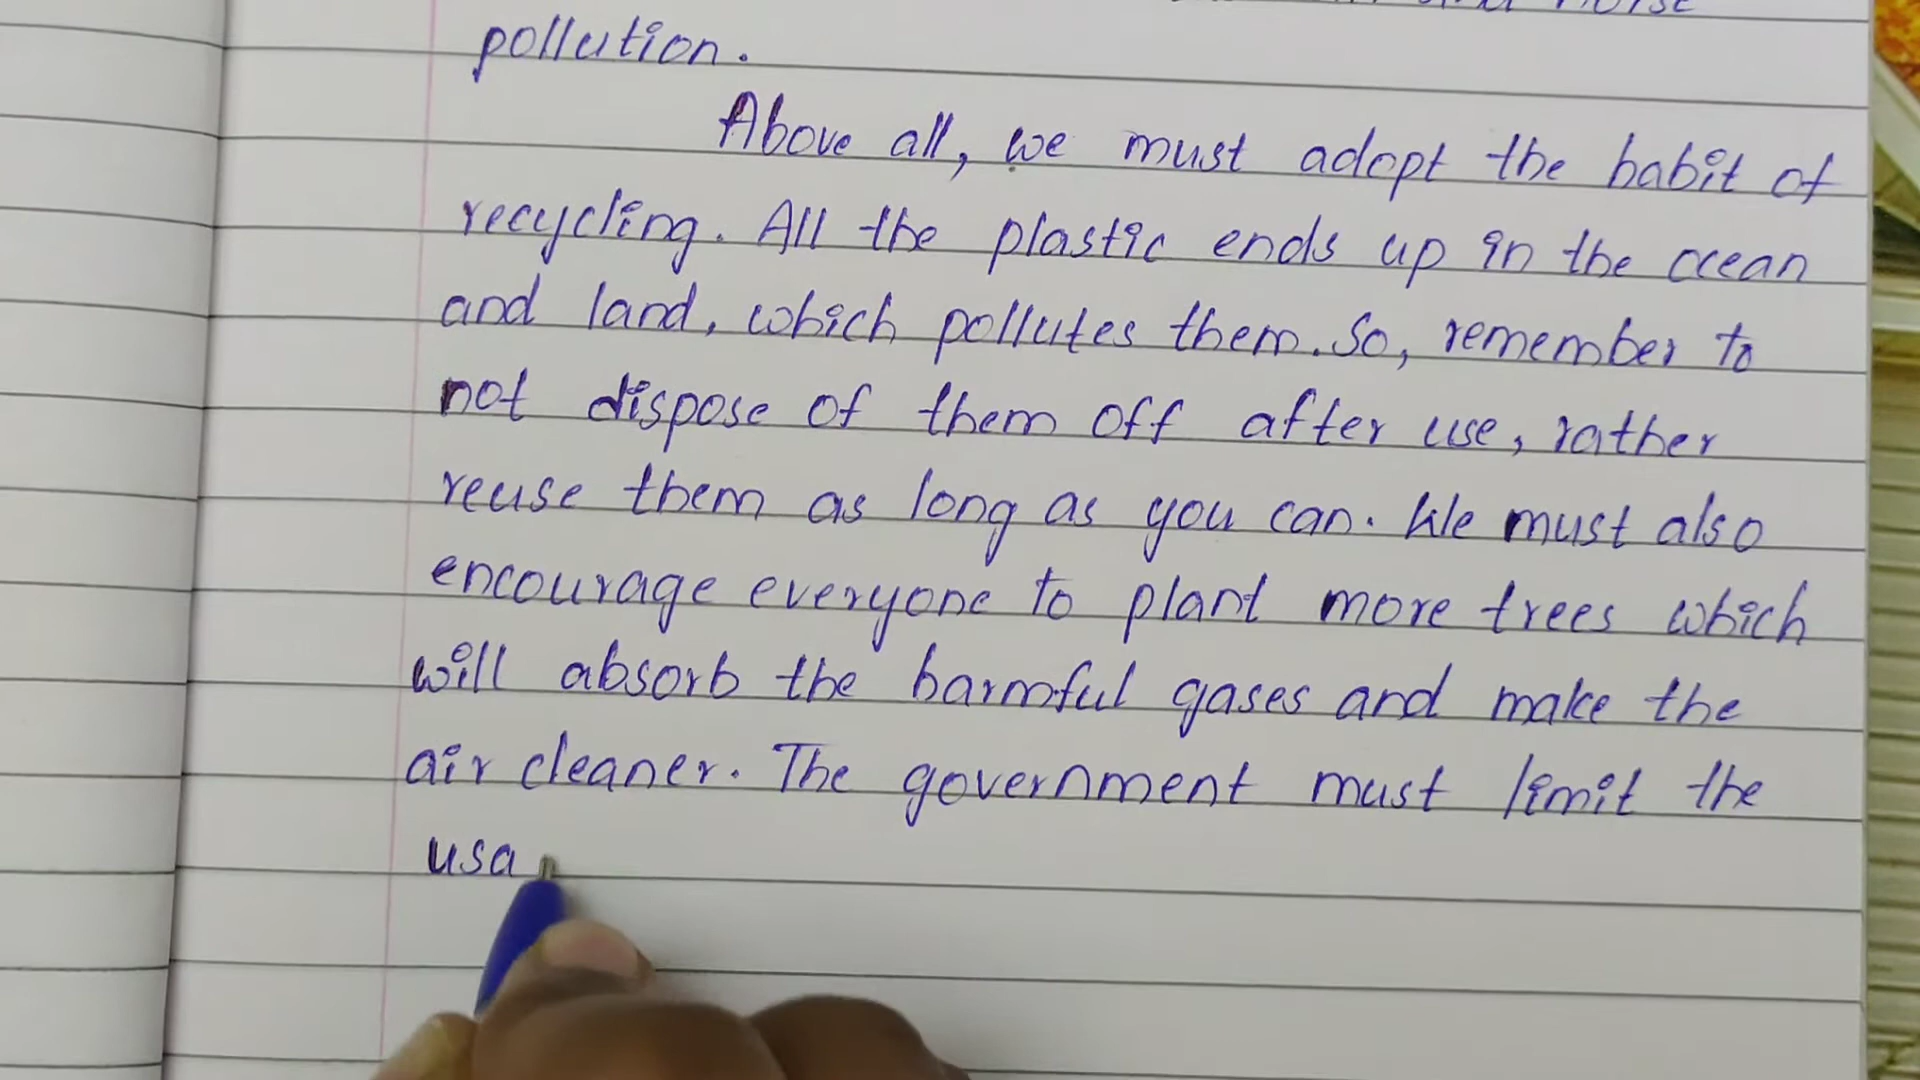 and noise
pollution.
Above all, we must adopt the habit of
recycling. All the plastic ends up in the ocean
and land, which pollutes them. So, remember to
not dispose of them off after use, rather
reuse them as long as you can. We must also
encourage everyone to plant more trees which
will absorb the harmful gases and make the
air cleaner. The government must limit the
usa